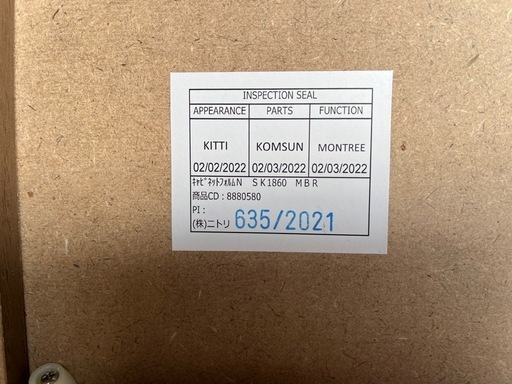 INSPECTION SEAL
APPEARANCE PARTS FUNCTION
KITTI KOMSUN MONTREE
02/02/2022 02/03/2022 02/03/2022
ｷｬﾋﾞﾈｯﾄﾌｫﾙﾑN SK1860 MBR
商品CD：8880580
PI：
(株)ニトリ 635/2021